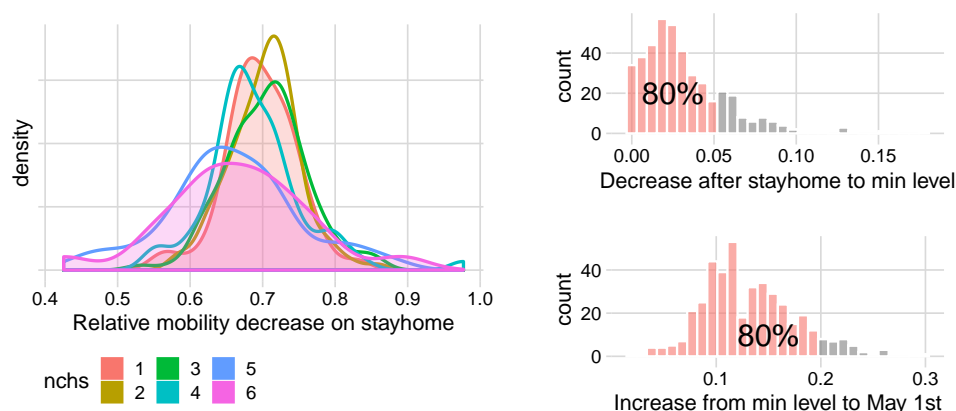 density
0.4 0.5 0.6 0.7 0.8 0.9 1.0
Relative mobility decrease on stayhome
nchs
1 3 5
2 4 6
count
40
20
0
80%
0.00 0.05 0.10 0.15
Decrease after stayhome to min level
count
40
20
0
80%
0.1 0.2 0.3
Increase from min level to May 1st